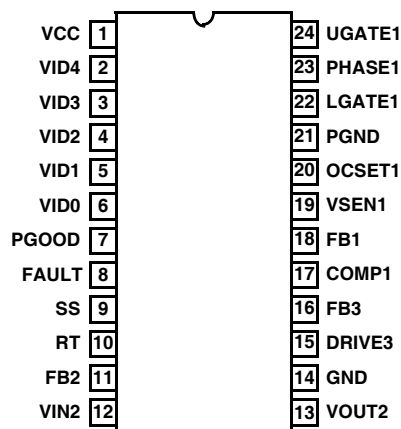 VCC 1 24 UGATE1
VID4 2 23 PHASE1
VID3 3 22 LGATE1
VID2 4 21 PGND
VID1 5 20 OCSET1
VID0 6 19 VSEN1
PGOOD 7 18 FB1
FAULT 8 17 COMP1
SS 9 16 FB3
RT 10 15 DRIVE3
FB2 11 14 GND
VIN2 12 13 VOUT2